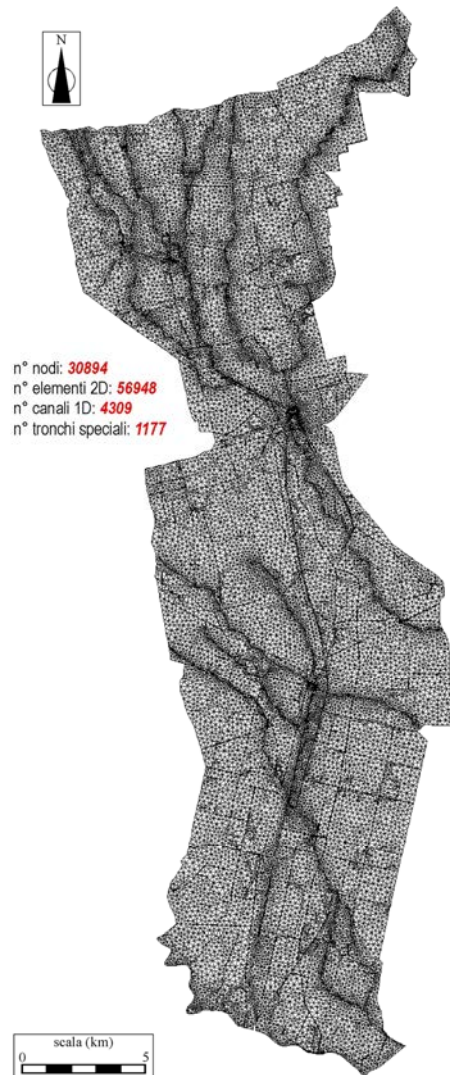 N
n° nodi: 30894
n° elementi 2D: 56948
n° canali 1D: 4309
n° tronchi speciali: 1177
scala (km)
0 5